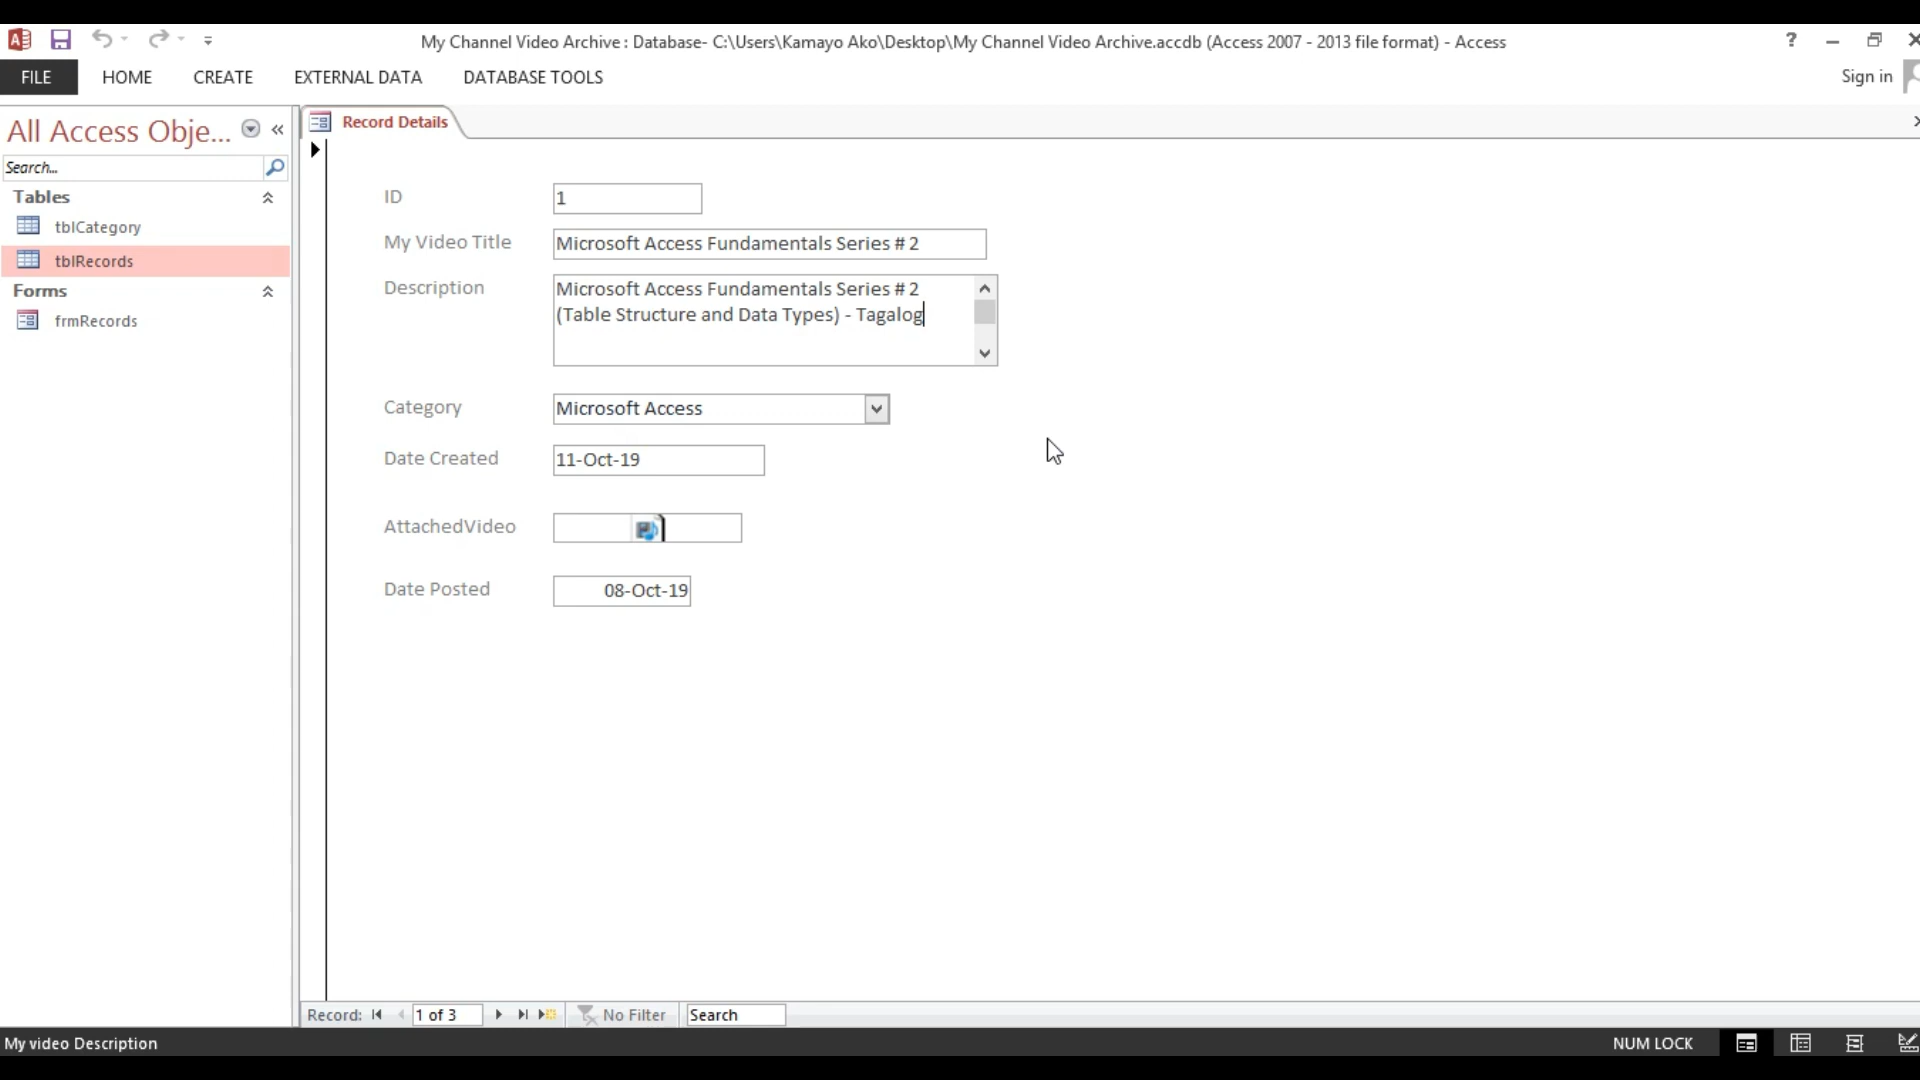 My Channel Video Archive : Database- C:\Users\Kamayo Ako\Desktop\My Channel Video Archive.accdb (Access 2007 - 2013 file format) - Access
FILE HOME CREATE EXTERNAL DATA DATABASE TOOLS Sign in
All Access Obje...
Search...
Tables
tblCategory
tblRecords
Forms
frmRecords
Record Details
ID 1
My Video Title Microsoft Access Fundamentals Series # 2
Description Microsoft Access Fundamentals Series # 2
(Table Structure and Data Types) - Tagalog
Category Microsoft Access
Date Created 11-Oct-19
AttachedVideo
Date Posted 08-Oct-19
Record: 1 of 3 No Filter Search
My video Description NUM LOCK